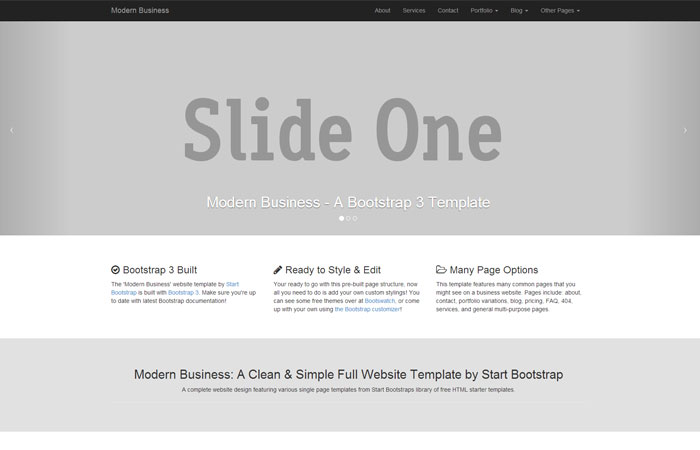 Modern Business About Services Contact Portfolio Blog Other Pages
Slide One
Modern Business - A Bootstrap 3 Template
Bootstrap 3 Built
The 'Modern Business' website template by Start
Bootstrap is built with Bootstrap 3. Make sure you're up
to date with latest Bootstrap documentation!
Ready to Style & Edit
Your ready to go with this pre-built page structure, now
all you need to do is add your own custom stylings! You
can see some free themes over at Bootswatch, or come
up with your own using the Bootstrap customizer!
Many Page Options
This template features many common pages that you
might see on a business website. Pages include: about,
contact, portfolio variations, blog, pricing, FAQ, 404,
services, and general multi-purpose pages.
Modern Business: A Clean & Simple Full Website Template by Start Bootstrap
A complete website design featuring various single page templates from Start Bootstraps library of free HTML starter templates.